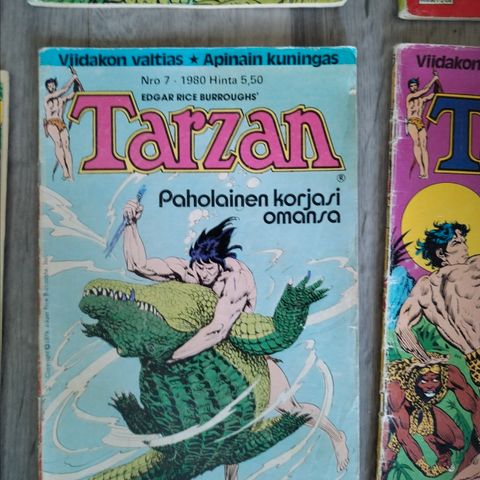 Viidakon valtias ★ Apinain kuningas
Nro 7 - 1980 Hinta 5,50
EDGAR RICE BURROUGHS'
Tarzan
®
Paholainen korjasi
omansa
Viidakon
T